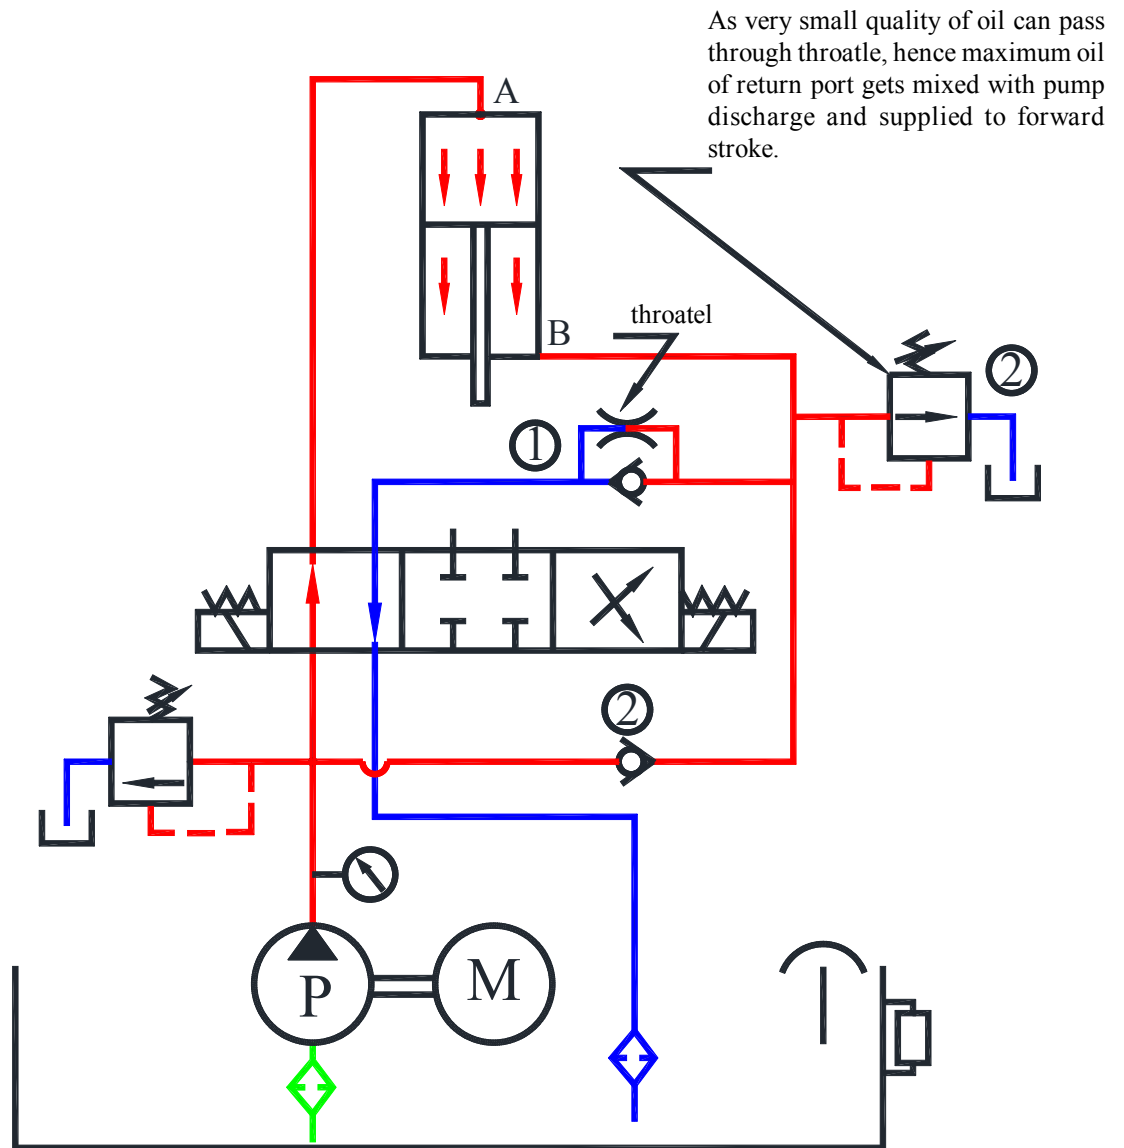 As very small quality of oil can pass
through throatle, hence maximum oil
of return port gets mixed with pump
discharge and supplied to forward
stroke.
A
throatel
B
2
1
2
P
M